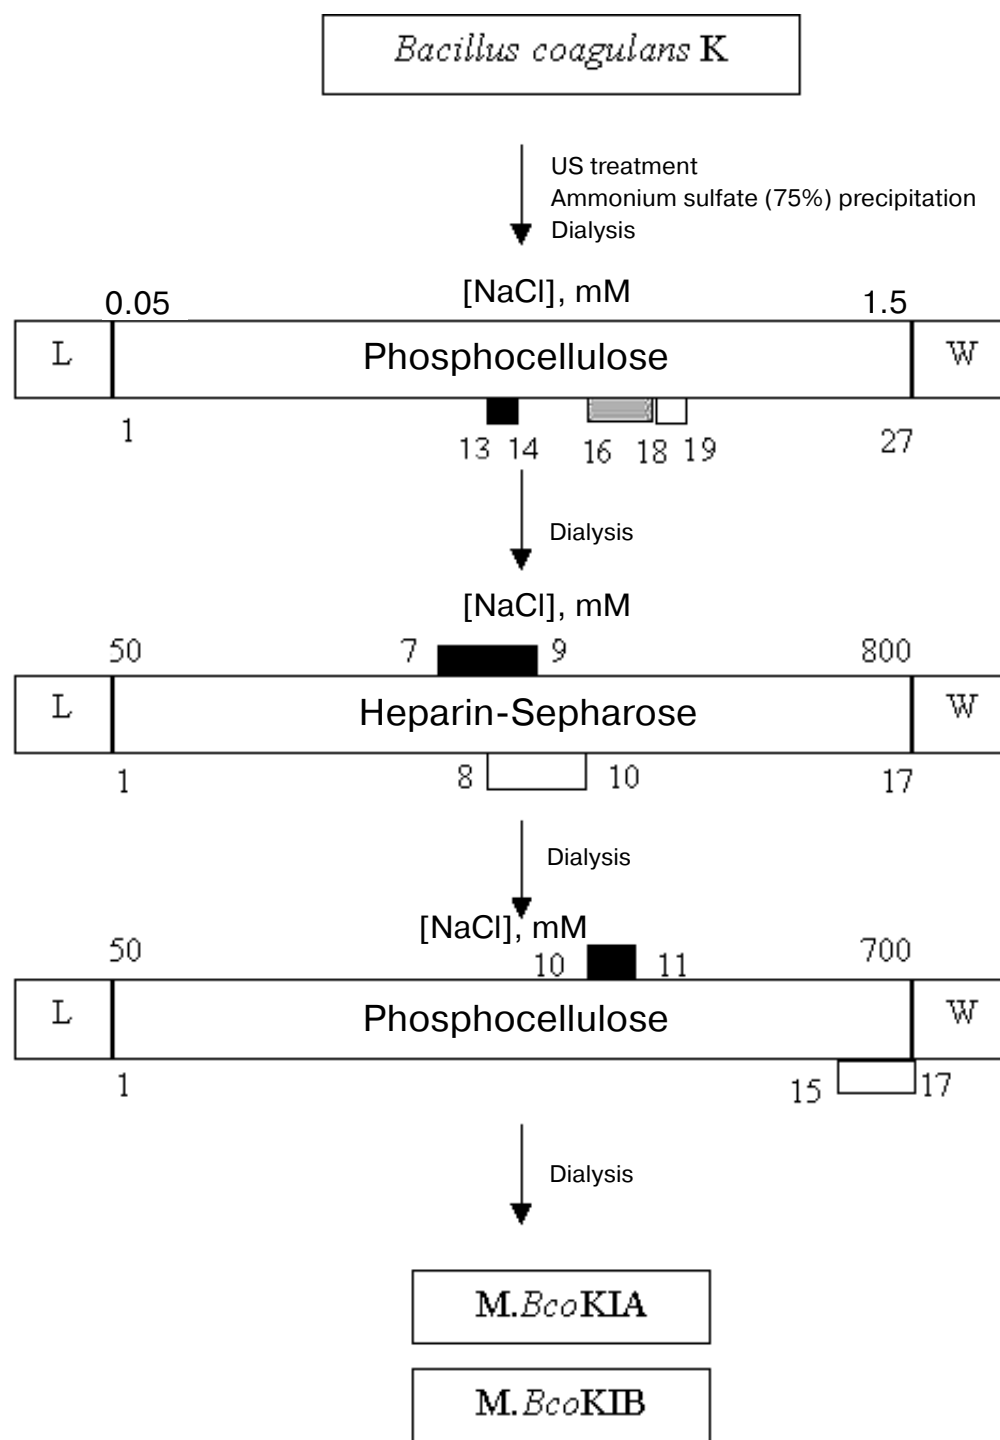 Bacillus coagulans K
US treatment
Ammonium sulfate (75%) precipitation
Dialysis
[NaCl], mM
0.05 1.5
L Phosphocellulose W
1 13 14 16 18 19 27
Dialysis
[NaCl], mM
50 7 9 800
L Heparin-Sepharose W
1 8 10 17
Dialysis
[NaCl], mM
50 10 11 700
L Phosphocellulose W
1 15 17
Dialysis
M.BcoKIA
M.BcoKIB